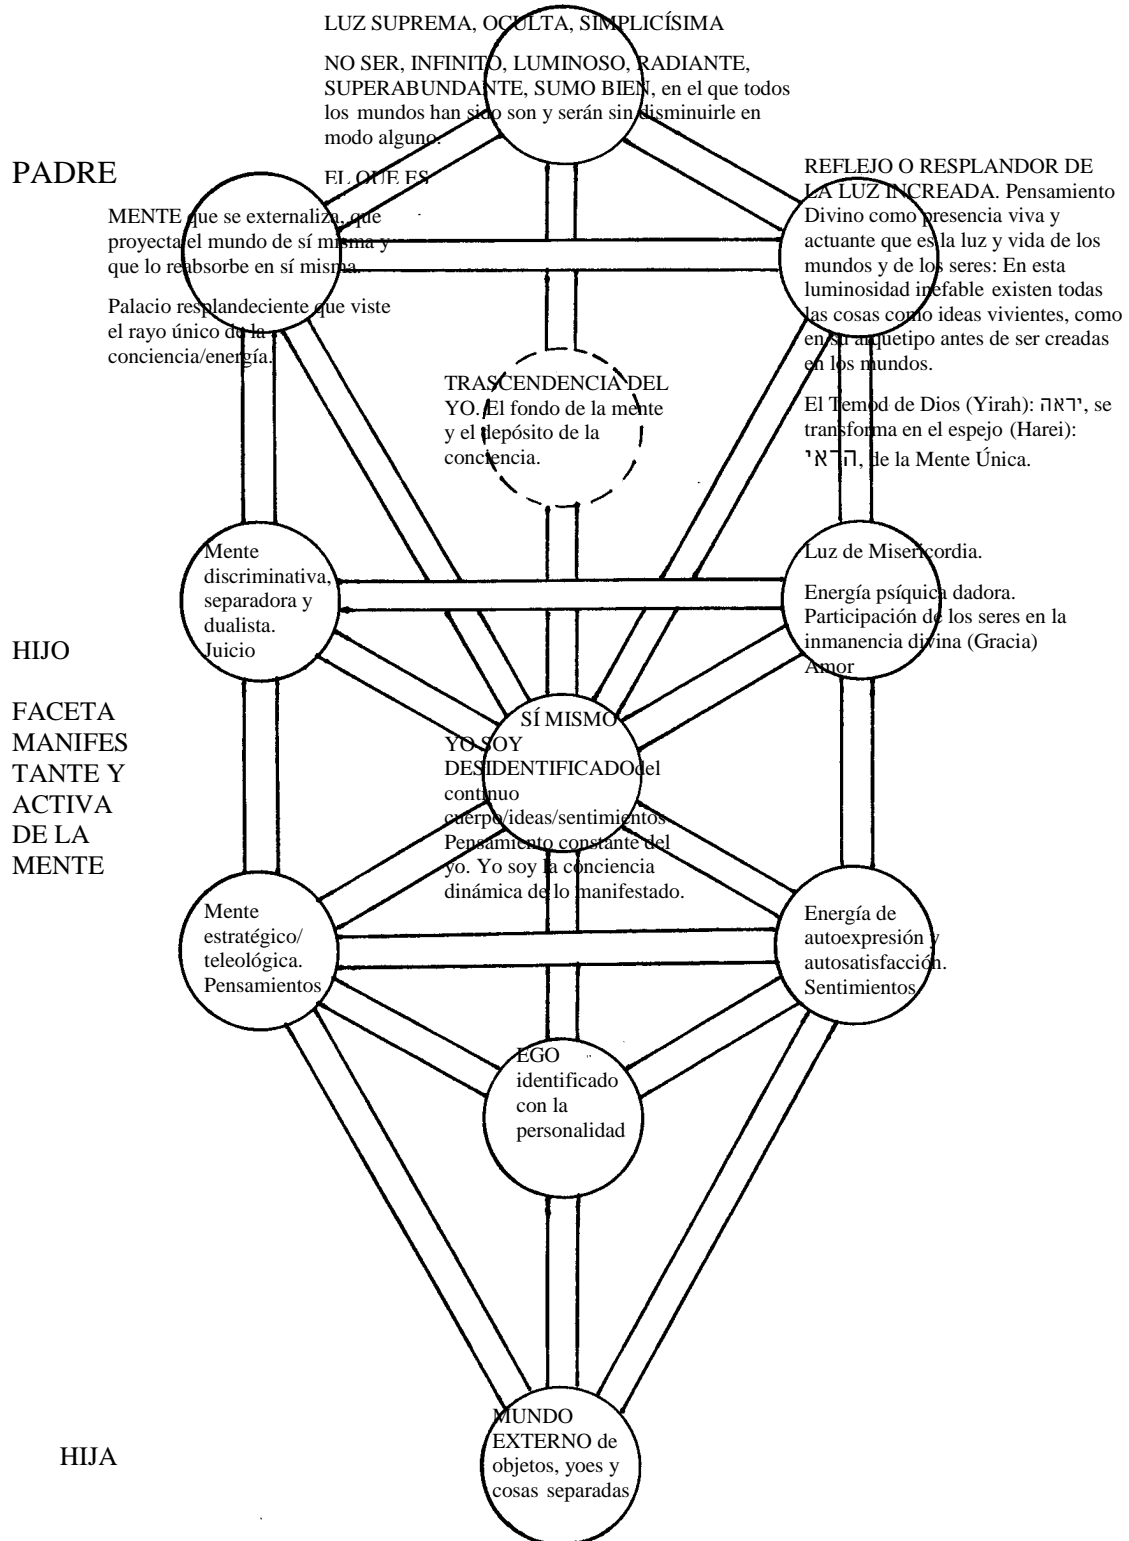 LUZ SUPREMA, OCULTA, SIMPLICÍSIMA
NO SER, INFINITO, LUMINOSO, RADIANTE,
SUPERABUNDANTE, SUMO BIEN, en el que todos
los mundos han sido son y serán sin disminuirle en
modo alguno.
EL QUE ES
PADRE
MENTE que se externaliza, que
proyecta el mundo de sí misma y
que lo reabsorbe en sí misma.
Palacio resplandeciente que viste
el rayo único de la
conciencia/energía.
REFLEJO O RESPLANDOR DE
LA LUZ INCREADA. Pensamiento
Divino como presencia viva y
actuante que es la luz y vida de los
mundos y de los seres: En esta
luminosidad inefable existen todas
las cosas como ideas vivientes, como
en su arquetipo antes de ser creadas
en los mundos.
El Temod de Dios (Yirah): יראה, se
transforma en el espejo (Harei):
הראי, de la Mente Única.
TRASCENDENCIA DEL
YO. El fondo de la mente
y el depósito de la
conciencia.
Mente
discriminativa,
separadora y
dualista.
Juicio
Luz de Misericordia.
Energía psíquica dadora.
Participación de los seres en la
inmanencia divina (Gracia)
Amor
HIJO
FACETA
MANIFES
TANTE Y
ACTIVA
DE LA
MENTE
SÍ MISMO
YO SOY
DESIDENTIFICADOdel
continuo
cuerpo/ideas/sentimientos
Pensamiento constante del
yo. Yo soy la conciencia
dinámica de lo manifestado.
Mente
estratégico/
teleológica.
Pensamientos
Energía de
autoexpresión y
autosatisfacción.
Sentimientos
EGO
identificado
con la
personalidad
HIJA
MUNDO
EXTERNO de
objetos, yoes y
cosas separadas